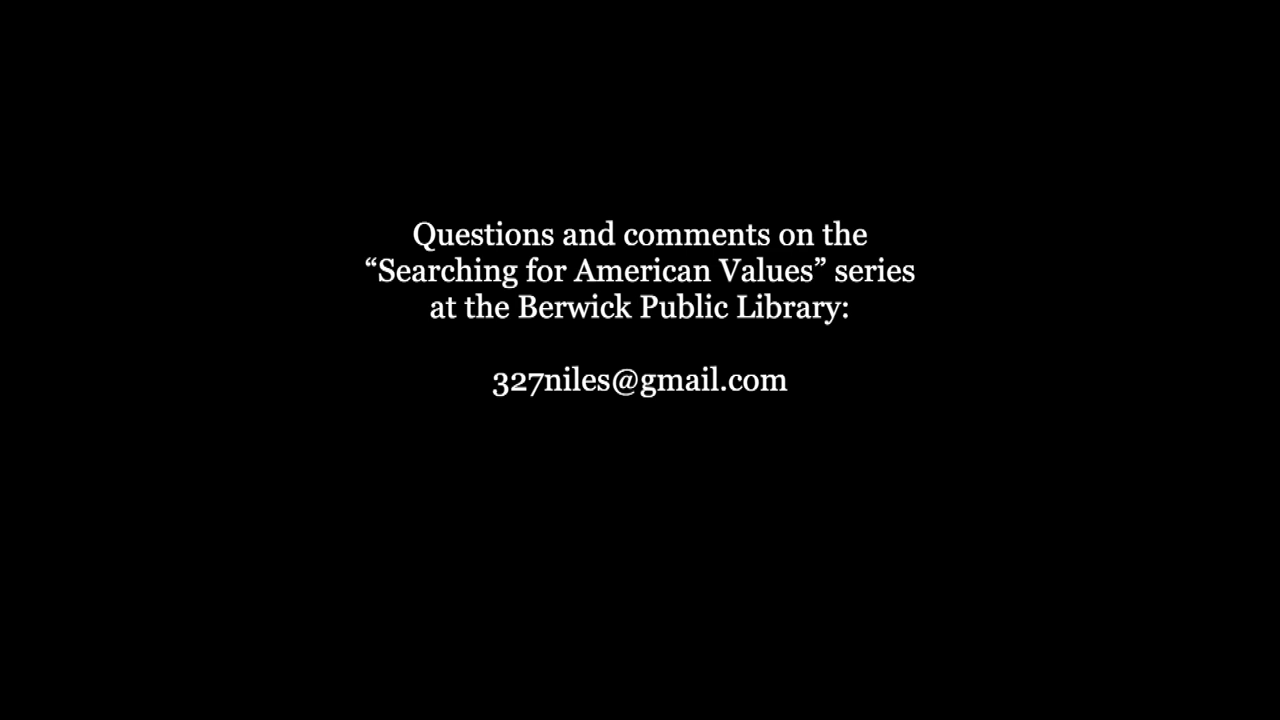 Questions and comments on the
“Searching for American Values” series
at the Berwick Public Library:
327niles@gmail.com